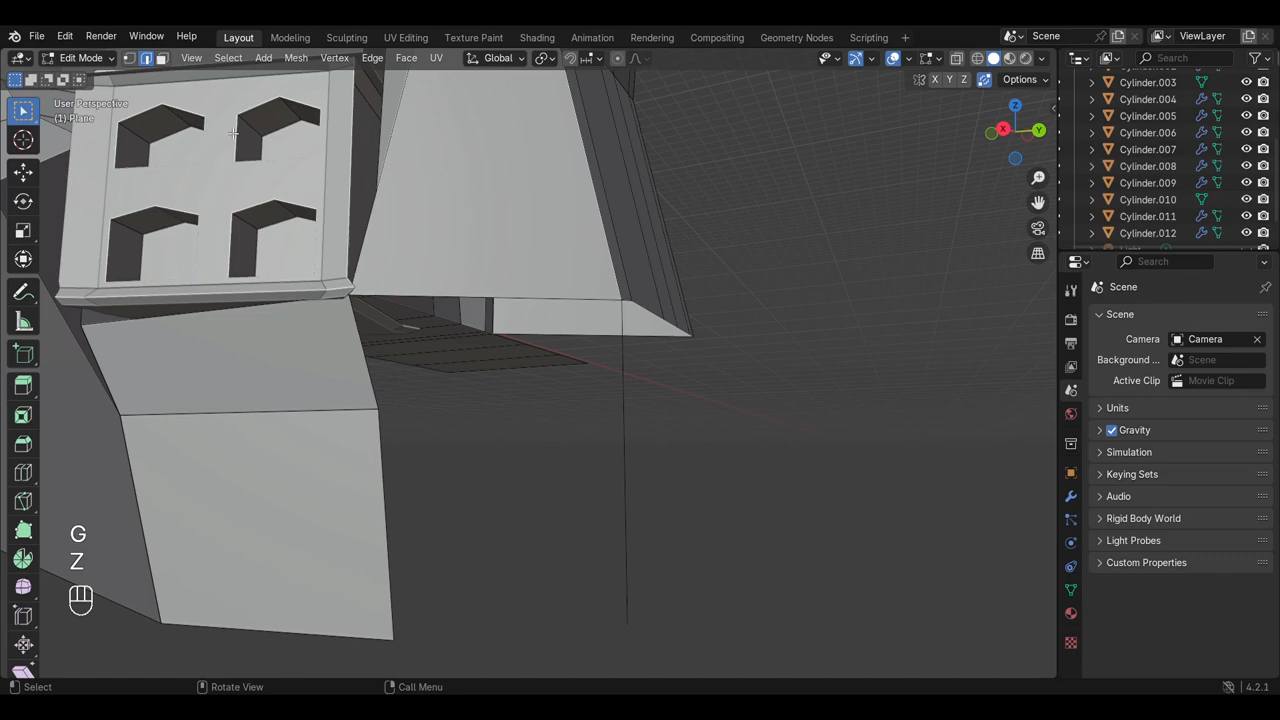 File Edit Render Window Help Layout Modeling Sculpting UV Editing Texture Paint Shading Animation Rendering Compositing Geometry Nodes Scripting Scene ViewLayer
Edit Mode View Select Add Mesh Vertex Edge Face UV Global
X Y Z Options
User Perspective
(1) Plane
Z
X
Y
Cylinder.003
Cylinder.004
Cylinder.005
Cylinder.006
Cylinder.007
Cylinder.008
Cylinder.009
Cylinder.010
Cylinder.011
Cylinder.012
Search
Search
Scene
Scene
Camera Camera
Background ... Scene
Active Clip Movie Clip
Units
Gravity
Simulation
Keying Sets
Audio
Rigid Body World
Light Probes
Custom Properties
G
Z
Select Rotate View Call Menu 4.2.1